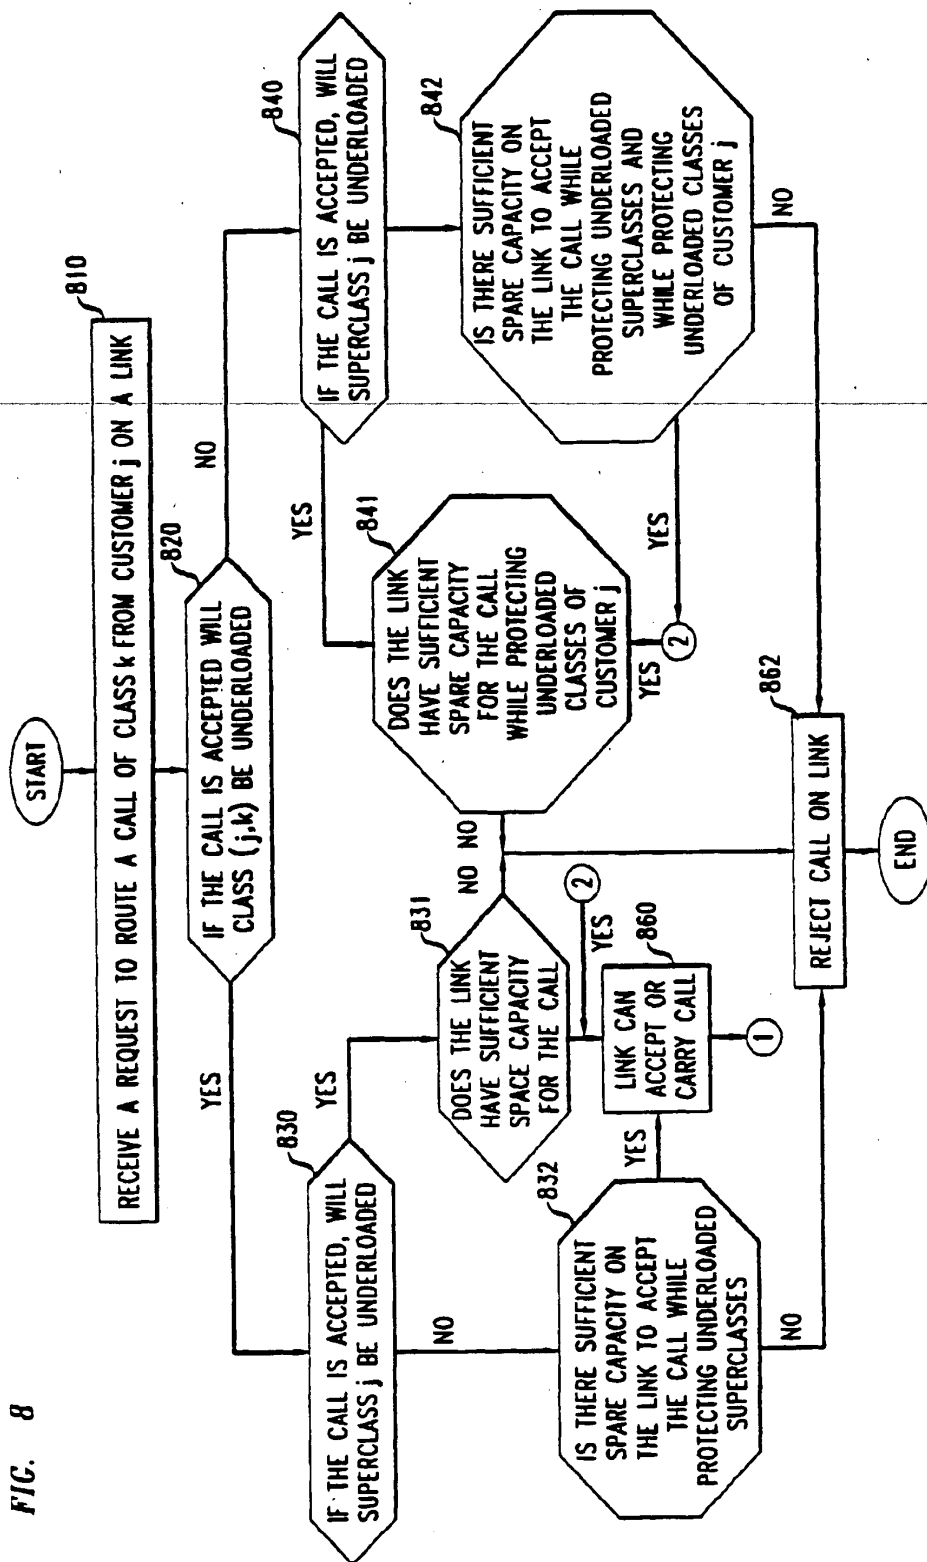 FIG. 8
START
810
RECEIVE A REQUEST TO ROUTE A CALL OF CLASS k FROM CUSTOMER j ON A LINK
820
IF THE CALL IS ACCEPTED WILL
CLASS (j,k) BE UNDERLOADED
YES
NO
830
IF THE CALL IS ACCEPTED, WILL
SUPERCLASS j BE UNDERLOADED
YES
NO
840
IF THE CALL IS ACCEPTED, WILL
SUPERCLASS j BE UNDERLOADED
YES
831
DOES THE LINK
HAVE SUFFICIENT
SPACE CAPACITY
FOR THE CALL
NO
841
DOES THE LINK
HAVE SUFFICIENT
SPARE CAPACITY
FOR THE CALL
WHILE PROTECTING
UNDERLOADED
CLASSES OF
CUSTOMER j
NO
YES
842
IS THERE SUFFICIENT
SPARE CAPACITY ON
THE LINK TO ACCEPT
THE CALL WHILE
PROTECTING UNDERLOADED
SUPERCLASSES AND
WHILE PROTECTING
UNDERLOADED CLASSES
OF CUSTOMER j
YES
NO
2
832
IS THERE SUFFICIENT
SPARE CAPACITY ON
THE LINK TO ACCEPT
THE CALL WHILE
PROTECTING UNDERLOADED
SUPERCLASSES
YES
NO
2
YES
860
LINK CAN
ACCEPT OR
CARRY CALL
1
862
REJECT CALL ON LINK
END